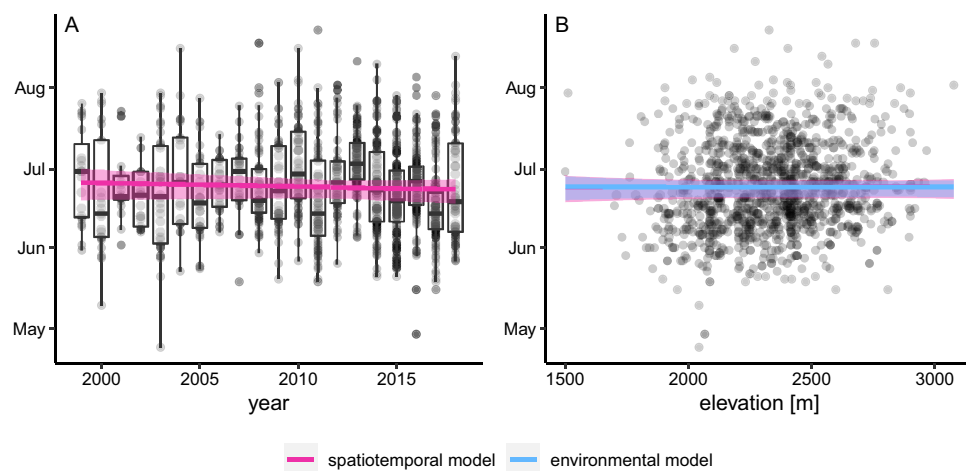 A
Aug
Jul
Jun
May
2000 2005 2010 2015
year
B
Aug
Jul
Jun
May
1500 2000 2500 3000
elevation [m]
spatiotemporal model environmental model